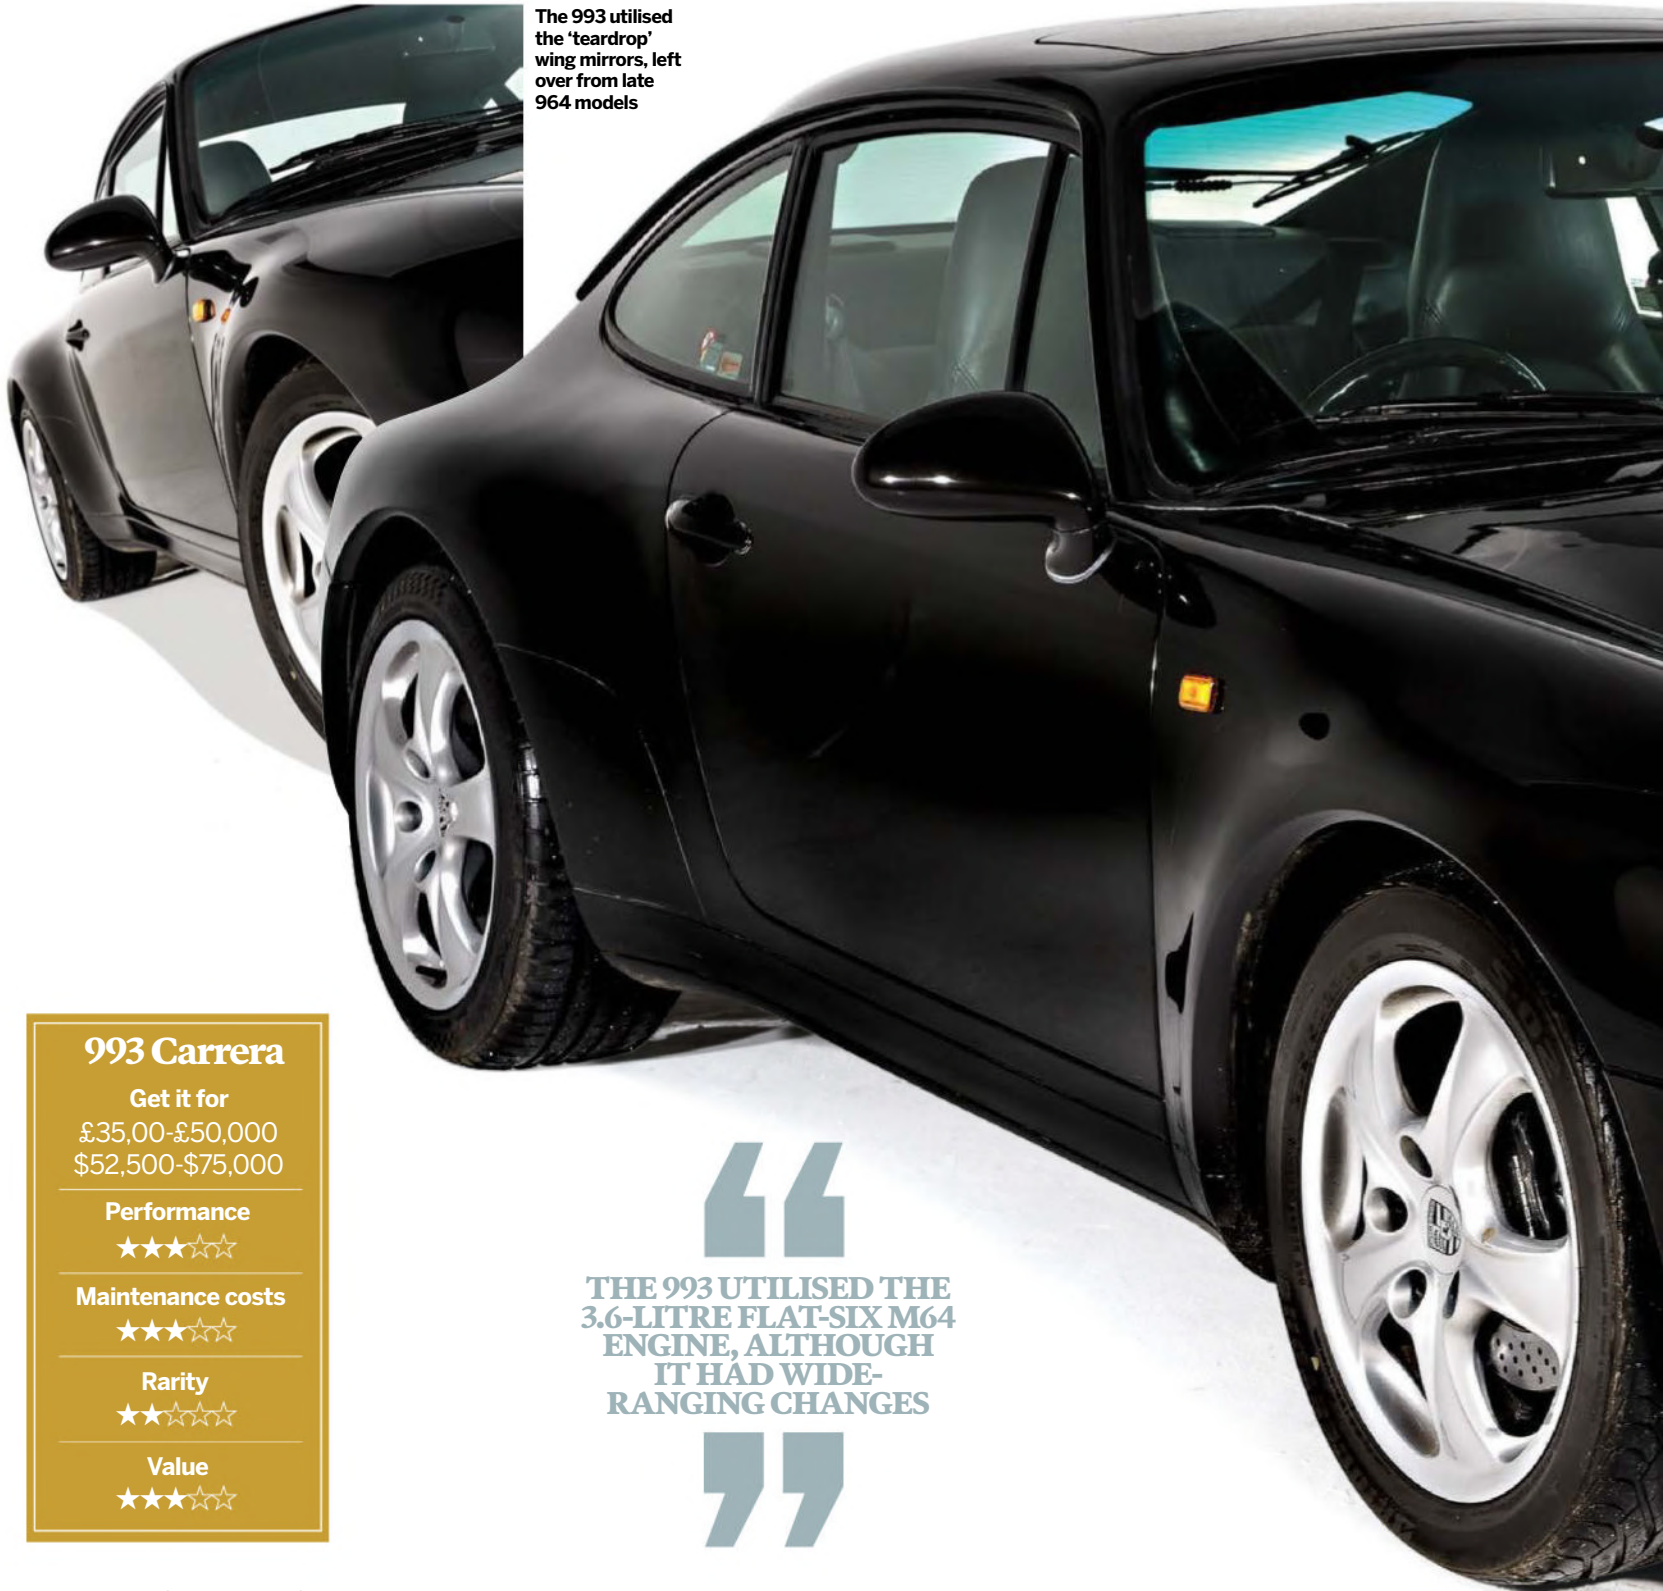 The 993 utilised
the ‘teardrop’
wing mirrors, left
over from late
964 models
993 Carrera
Get it for
£35,00-£50,000
$52,500-$75,000
Performance
★★★☆☆
Maintenance costs
★★★☆☆
Rarity
★★☆☆☆
Value
★★★☆☆
“
THE 993 UTILISED THE
3.6-LITRE FLAT-SIX M64
ENGINE, ALTHOUGH
IT HAD WIDE-
RANGING CHANGES
”